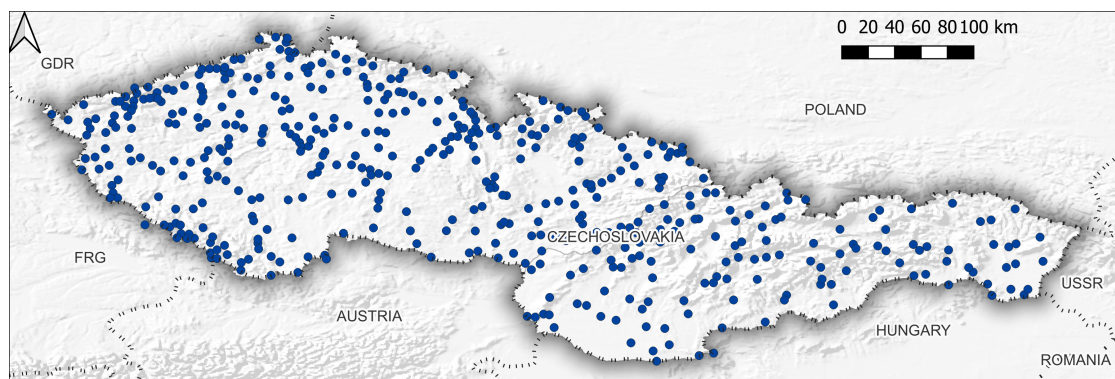 0 20 40 60 80 100 km
GDR
POLAND
CZECHOSLOVAKIA
FRG
USSR
AUSTRIA
HUNGARY
ROMANIA